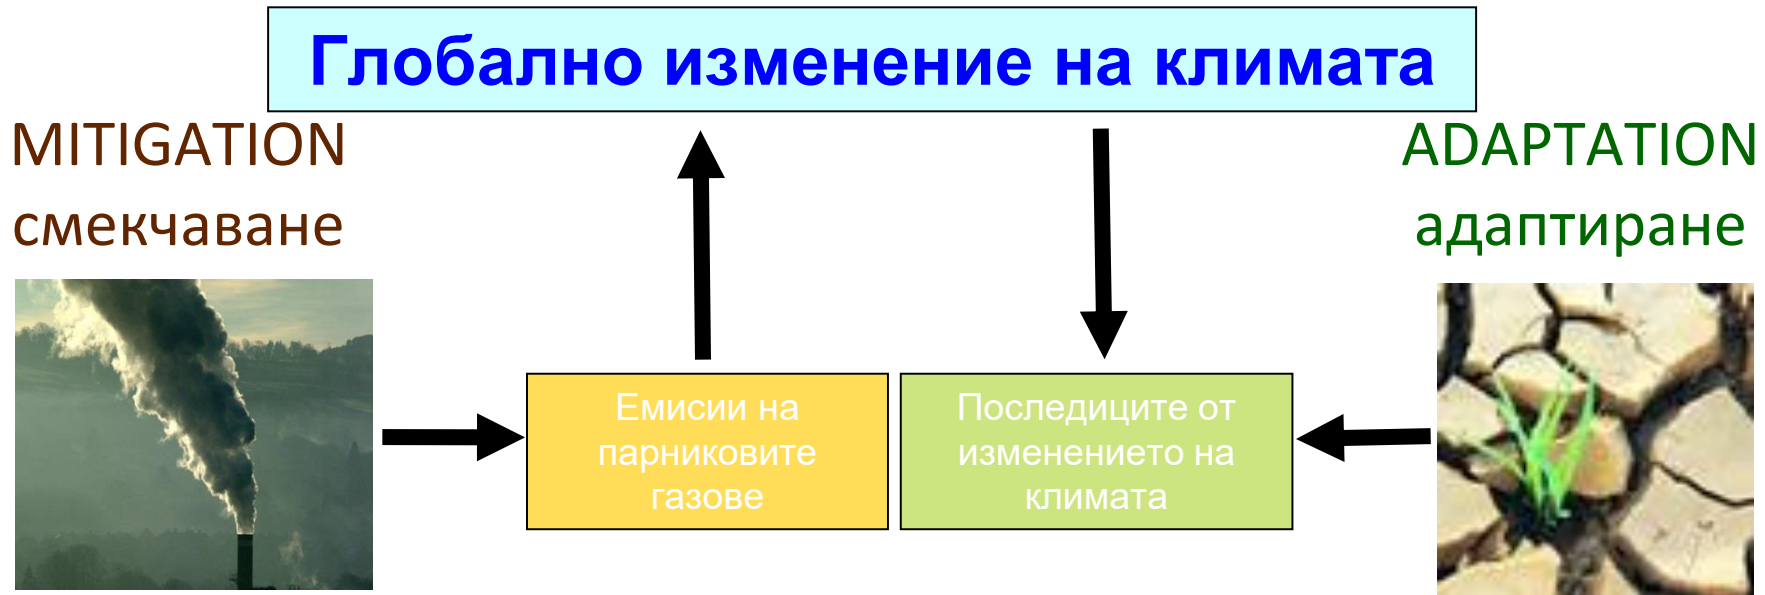 Глобално изменение на климата
MITIGATION
смекчаване
ADAPTATION
адаптиране
Емисии на
парниковите
газове
Последиците от
изменението на
климата